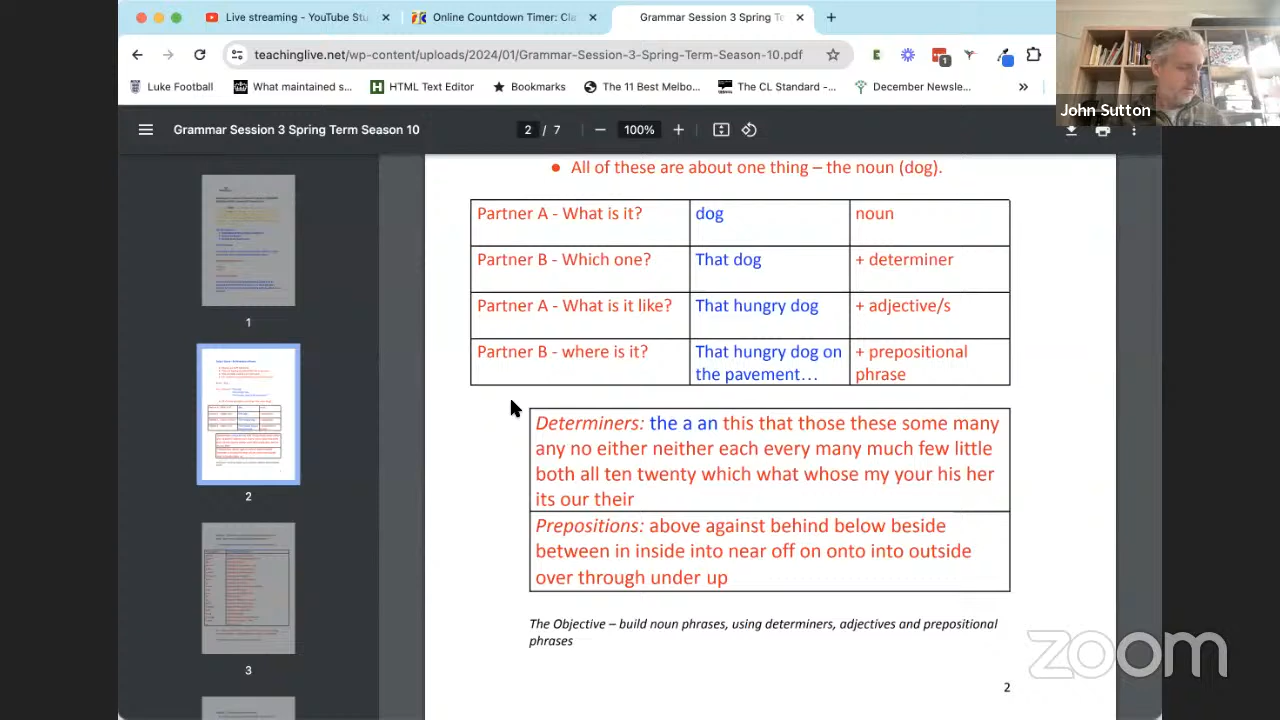 Live streaming - YouTube Stu
Online Countdown Timer: Cla
Grammar Session 3 Spring Te
teachinglive.net/wp-content/uploads/2024/01/Grammar-Session-3-Spring-Term-Season-10.pdf
1
Luke Football
What maintained s...
HTML Text Editor
Bookmarks
The 11 Best Melbo...
The CL Standard -...
December Newsle...
»
John Sutton
Grammar Session 3 Spring Term Season 10
2 / 7
100%
• All of these are about one thing – the noun (dog).
Partner A - What is it? dog noun
Partner B - Which one? That dog + determiner
Partner A - What is it like? That hungry dog + adjective/s
Partner B - where is it? That hungry dog on + prepositional
the pavement… phrase
Determiners: the a an this that those these some many
any no either neither each every many much few little
both all ten twenty which what whose my your his her
its our their
Prepositions: above against behind below beside
between in inside into near off on onto into outside
over through under up
The Objective – build noun phrases, using determiners, adjectives and prepositional
phrases
2
1
2
3
zoom